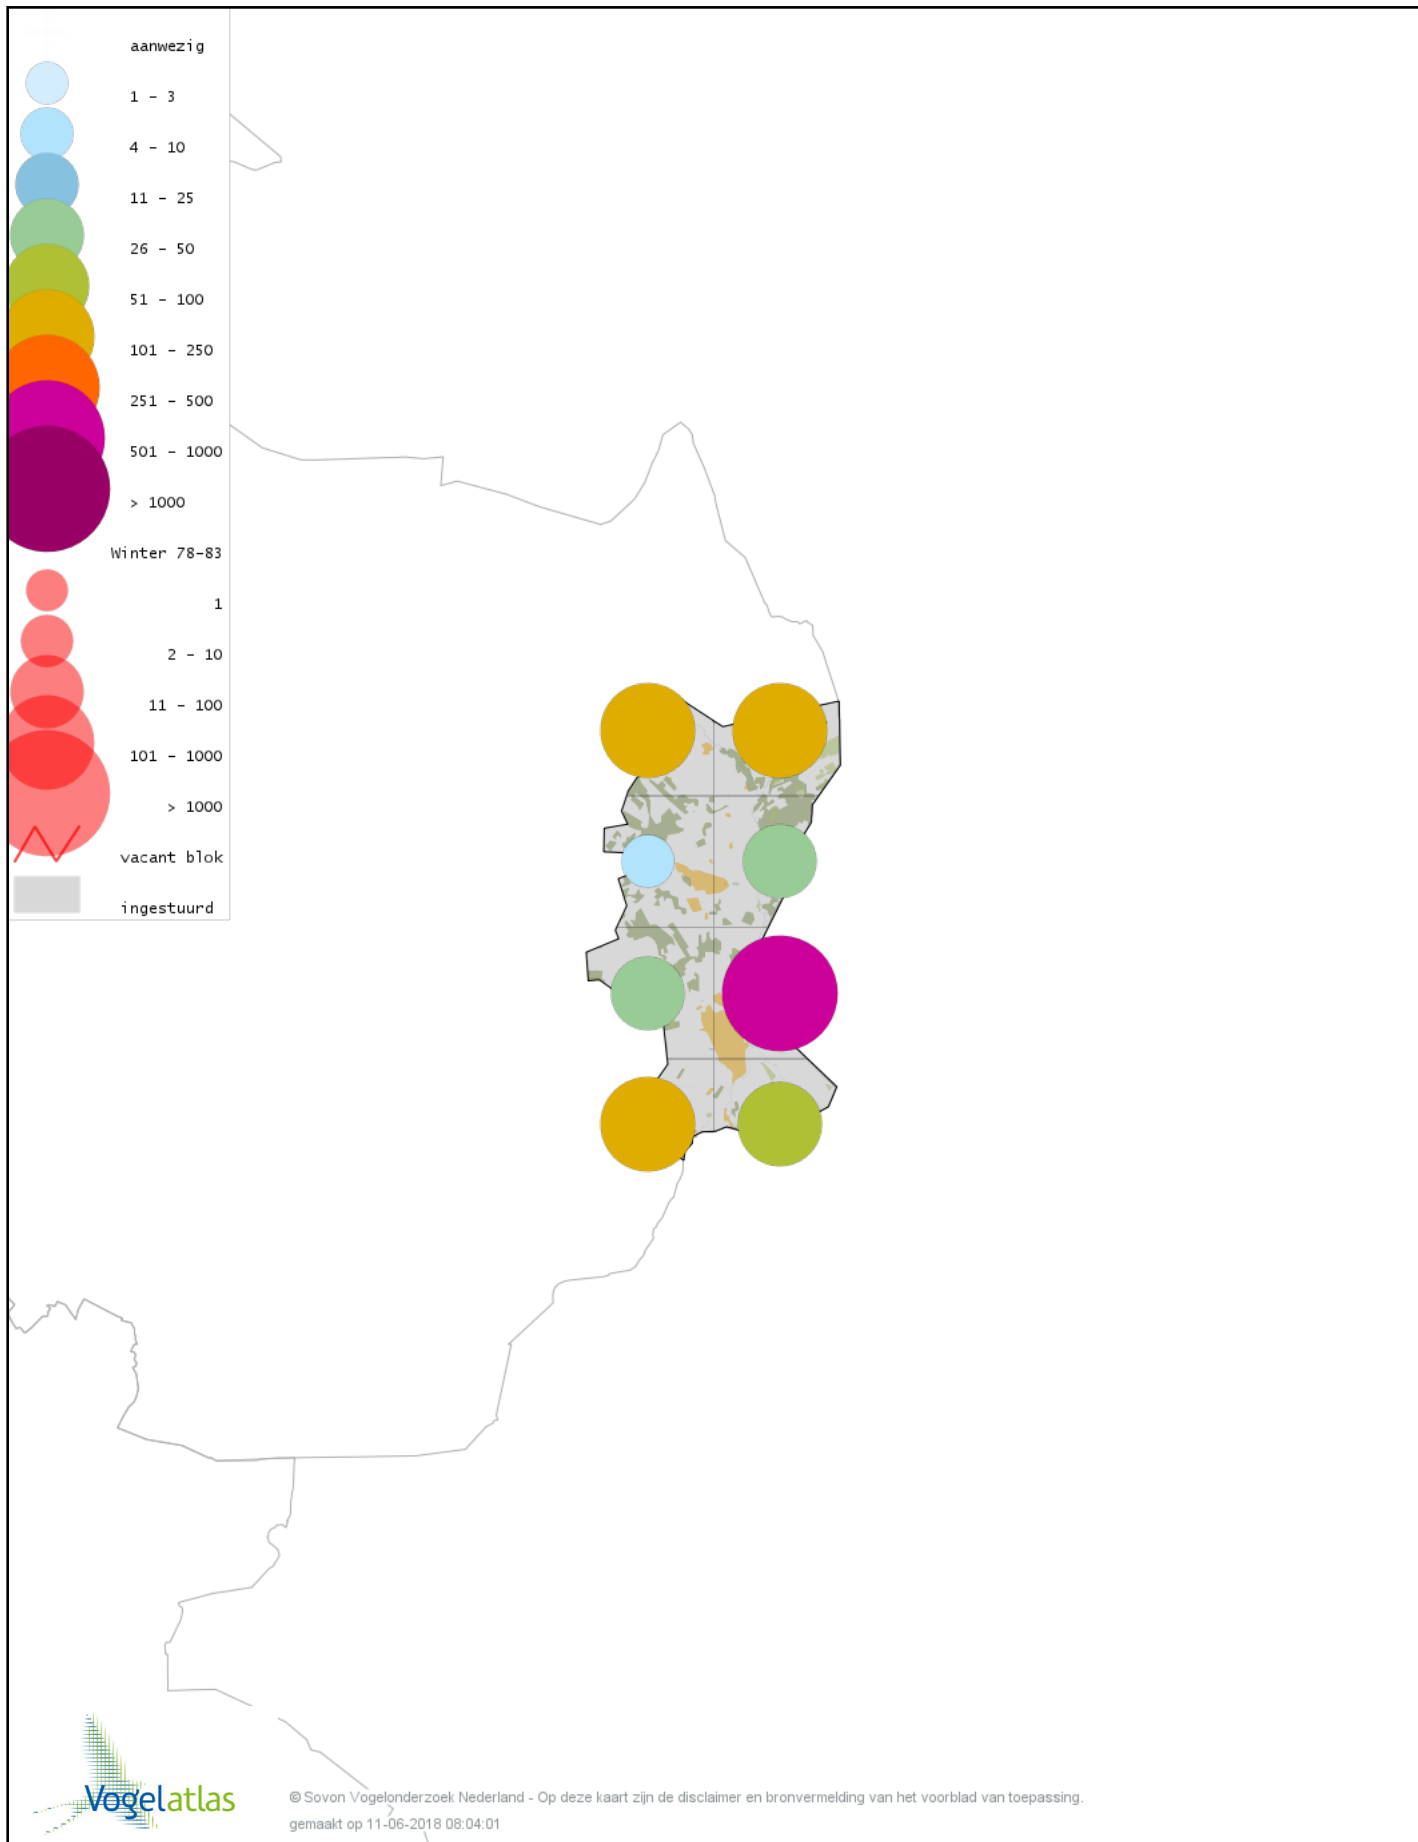 aanwezig
1 - 3
4 - 10
11 - 25
26 - 50
51 - 100
101 - 250
251 - 500
501 - 1000
> 1000
Winter 78-83
1
2 - 10
11 - 100
101 - 1000
> 1000
vacant blok
ingestuurd
Vogelatlas
© Sovon Vogelonderzoek Nederland - Op deze kaart zijn de disclaimer en bronvermelding van het voorblad van toepassing.
gemaakt op 11-06-2018 08:04:01